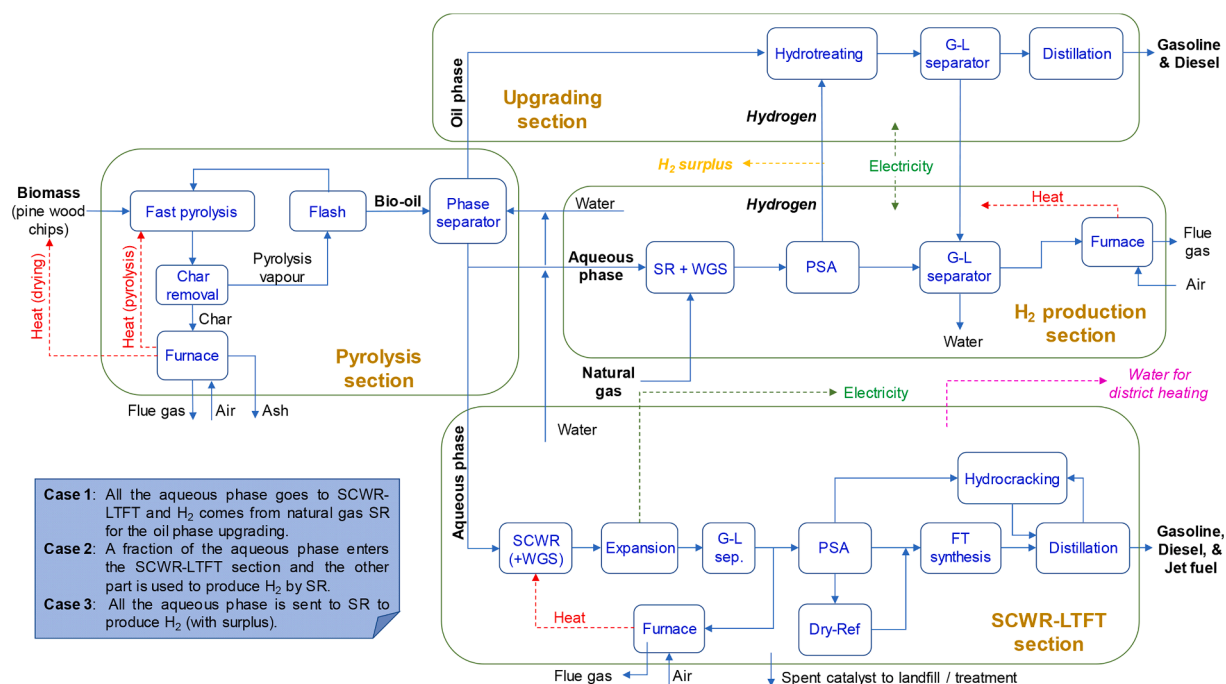 Oil phase
Upgrading
section
Hydrotreating
G-L
separator
Distillation
Gasoline
& Diesel
Hydrogen
H2 surplus
Electricity
Biomass
(pine wood
chips)
Fast pyrolysis
Flash
Bio-oil
Phase
separator
Water
Pyrolysis
vapour
Char
removal
Char
Furnace
Heat (drying)
Heat (pyrolysis)
Pyrolysis
section
Flue gas
Air
Ash
Hydrogen
Heat
Aqueous
phase
SR + WGS
PSA
G-L
separator
Furnace
Flue
gas
Air
Water
H2 production
section
Natural
gas
Electricity
Water for
district heating
Water
Aqueous phase
SCWR
(+WGS)
Expansion
G-L
sep.
PSA
Hydrocracking
FT
synthesis
Distillation
Gasoline,
Diesel, &
Jet fuel
Heat
Furnace
Dry-Ref
SCWR-LTFT
section
Flue gas
Air
Spent catalyst to landfill / treatment
Case 1: All the aqueous phase goes to SCWR-
LTFT and H2 comes from natural gas SR
for the oil phase upgrading.
Case 2: A fraction of the aqueous phase enters
the SCWR-LTFT section and the other
part is used to produce H2 by SR.
Case 3: All the aqueous phase is sent to SR to
produce H2 (with surplus).